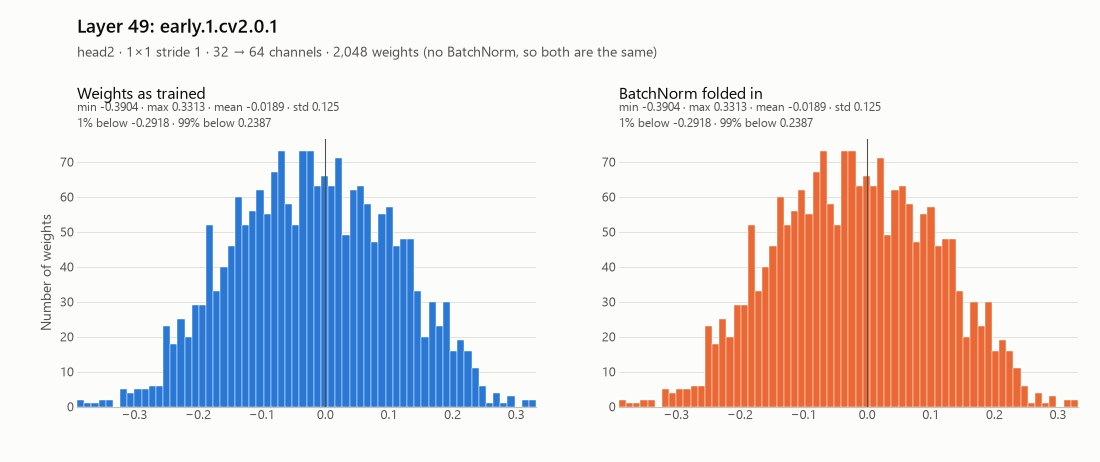 Layer 49: early.1.cv2.0.1
head2 · 1×1 stride 1 · 32 → 64 channels · 2,048 weights (no BatchNorm, so both are the same)
Weights as trained
min -0.3904 · max 0.3313 · mean -0.0189 · std 0.125
1% below -0.2918 · 99% below 0.2387
Number of weights
70
60
50
40
30
20
10
0
−0.3 −0.2 −0.1 0.0 0.1 0.2 0.3
BatchNorm folded in
min -0.3904 · max 0.3313 · mean -0.0189 · std 0.125
1% below -0.2918 · 99% below 0.2387
70
60
50
40
30
20
10
0
−0.3 −0.2 −0.1 0.0 0.1 0.2 0.3